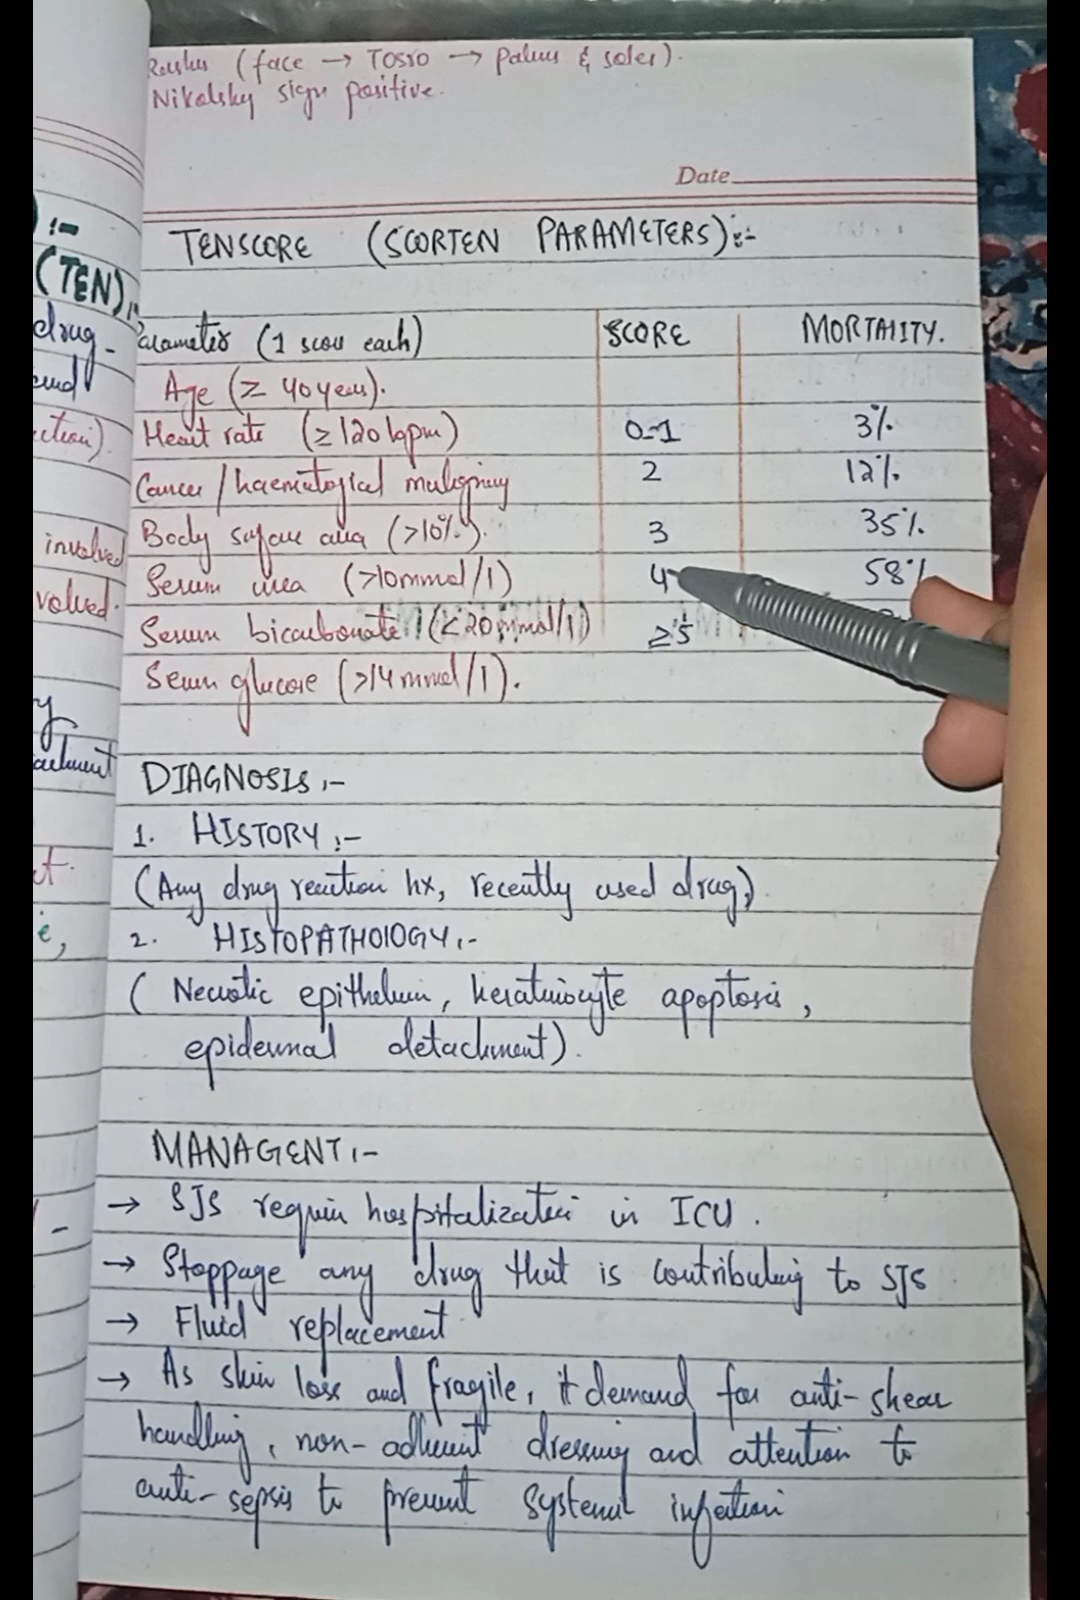 Rashes (face → Torso → palms & soles).
Nikolsky sign positive.
Date
TENSCORE (SCORTEN PARAMETERS):-
Parameter (1 score each) SCORE MORTALITY.
Age (≥ 40 years).
Heart rate (≥120 bpm) 0-1 3%
Cancer / haematogical malignancy 2 12%
Body surface area (>10%). 3 35%
Serum urea (>10mmol/l) 4 58%
Serum bicarbonate (<20 mmol/l) ≥5
Serum glucose (>14 mmol/l).
DIAGNOSIS :-
1. HISTORY :-
(Any drug reaction hx, recently used drug).
2. HISTOPATHOLOGY :-
( Necrotic epithelium, keratinocyte apoptosis,
epidermal detachment).
MANAGENT :-
→ SJS require hospitalization in ICU.
→ Stoppage any drug that is contributing to SJS
→ Fluid replacement
→ As skin loss and fragile, it demand for anti-shear
handling, non-adherent dressing and attention to
anti-sepsis to prevent systemic infection
:-
(TEN)
drug
involved
volved.